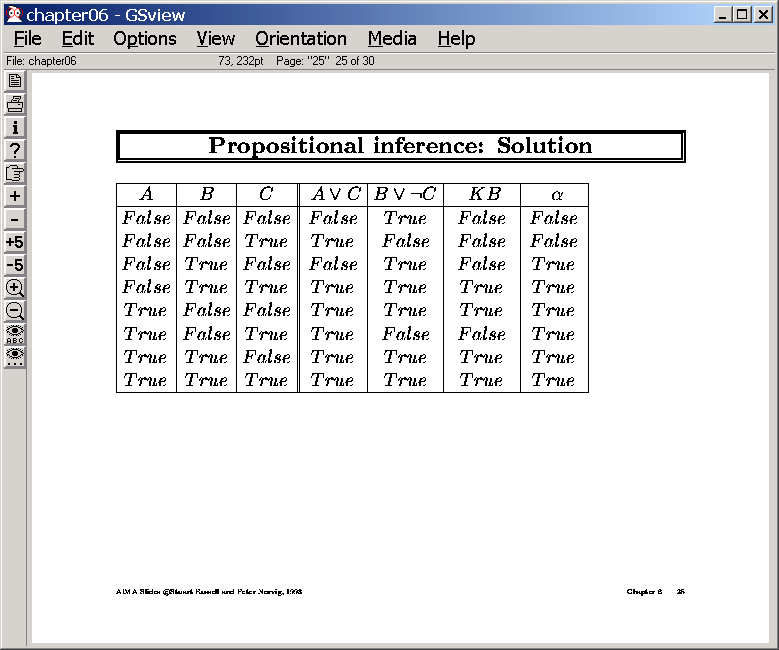 chapter06 - GSview
File Edit Options View Orientation Media Help
File: chapter06 73, 232pt Page: "25" 25 of 30
i
?
+
-
+5
-5
ABC
Propositional inference: Solution
A B C A ∨ C B ∨ ¬C KB α
False False False False True False False
False False True True False False False
False True False False True False True
False True True True True True True
True False False True True True True
True False True True False False True
True True False True True True True
True True True True True True True
AIMA Slides @Stuart Russell and Peter Norvig, 1998 Chapter 6 25